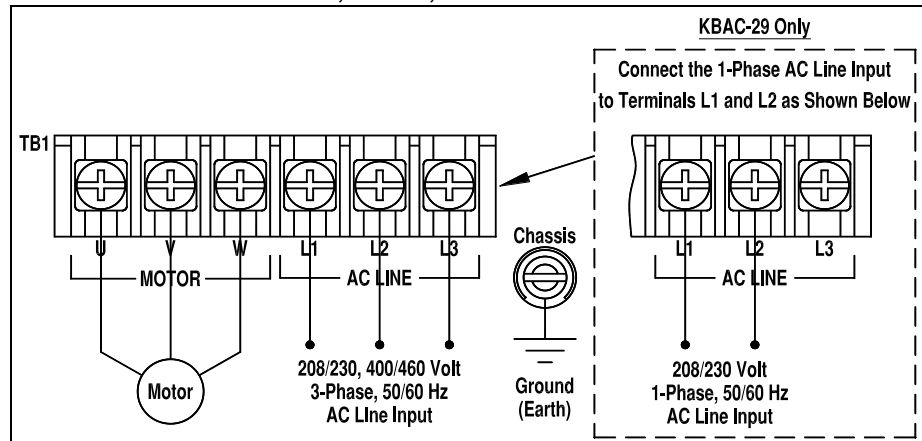 KBAC-29 Only
Connect the 1-Phase AC Line Input
to Terminals L1 and L2 as Shown Below
TB1
U V W L1 L2 L3
MOTOR
AC LINE
Motor
208/230, 400/460 Volt
3-Phase, 50/60 Hz
AC LIne Input
Chassis
Ground
(Earth)
L1 L2 L3
AC LINE
208/230 Volt
1-Phase, 50/60 Hz
AC Line Input